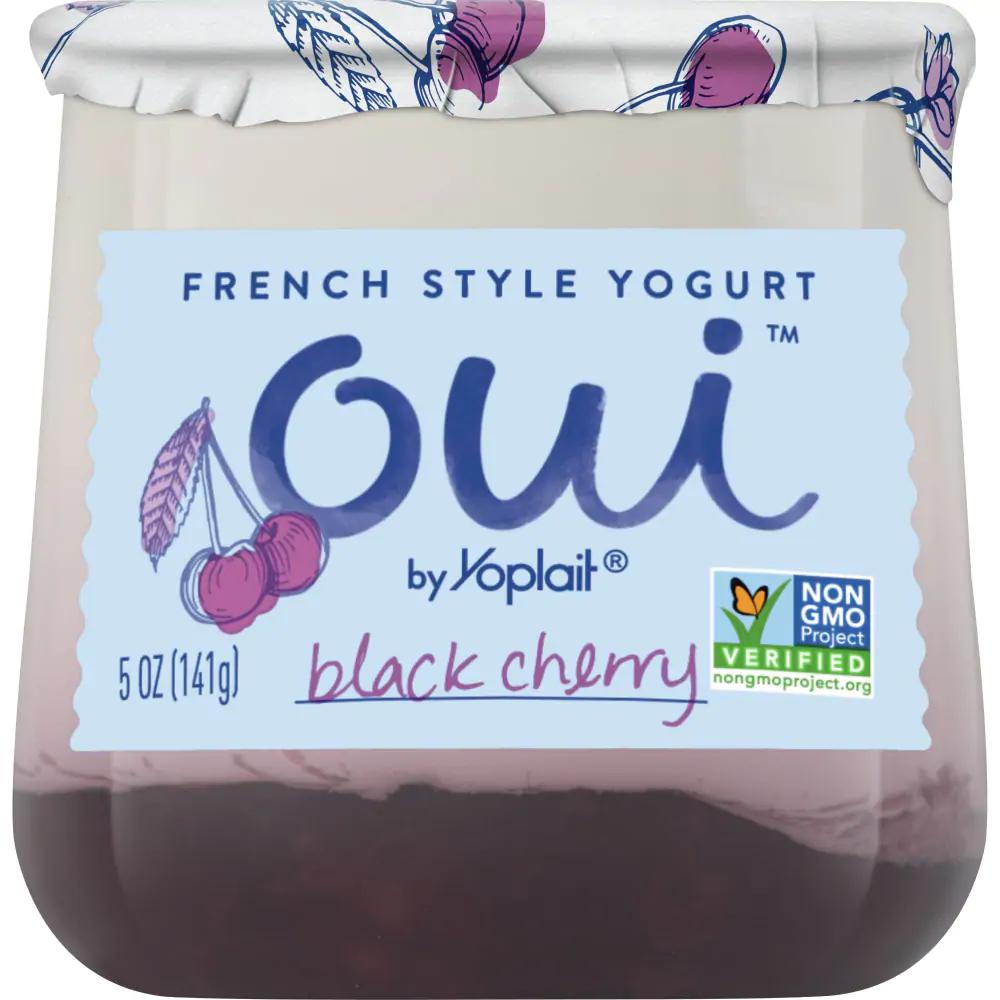 FRENCH STYLE YOGURT
oui™
by Yoplait®
NON
GMO
Project
VERIFIED
nongmoproject.org
5 OZ (141g)
black cherry